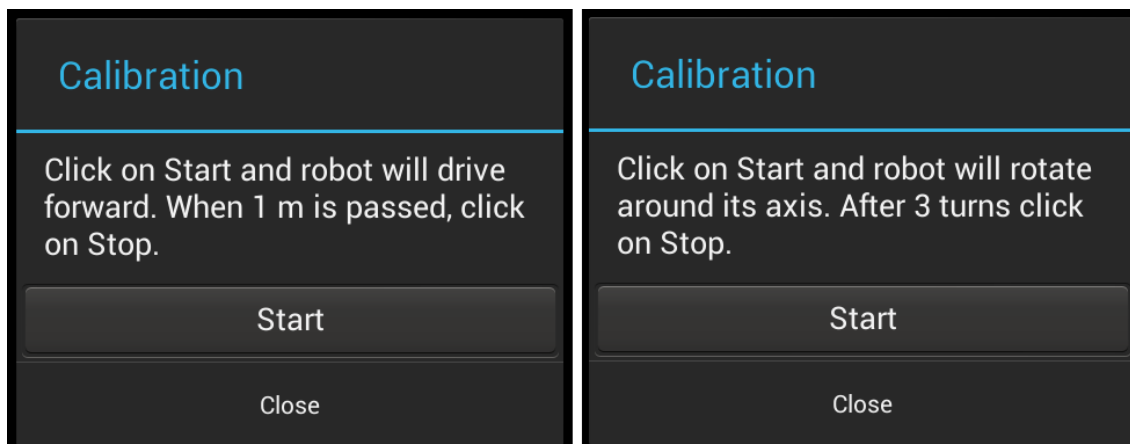 Calibration
Click on Start and robot will drive
forward. When 1 m is passed, click
on Stop.
Start
Close
Calibration
Click on Start and robot will rotate
around its axis. After 3 turns click
on Stop.
Start
Close